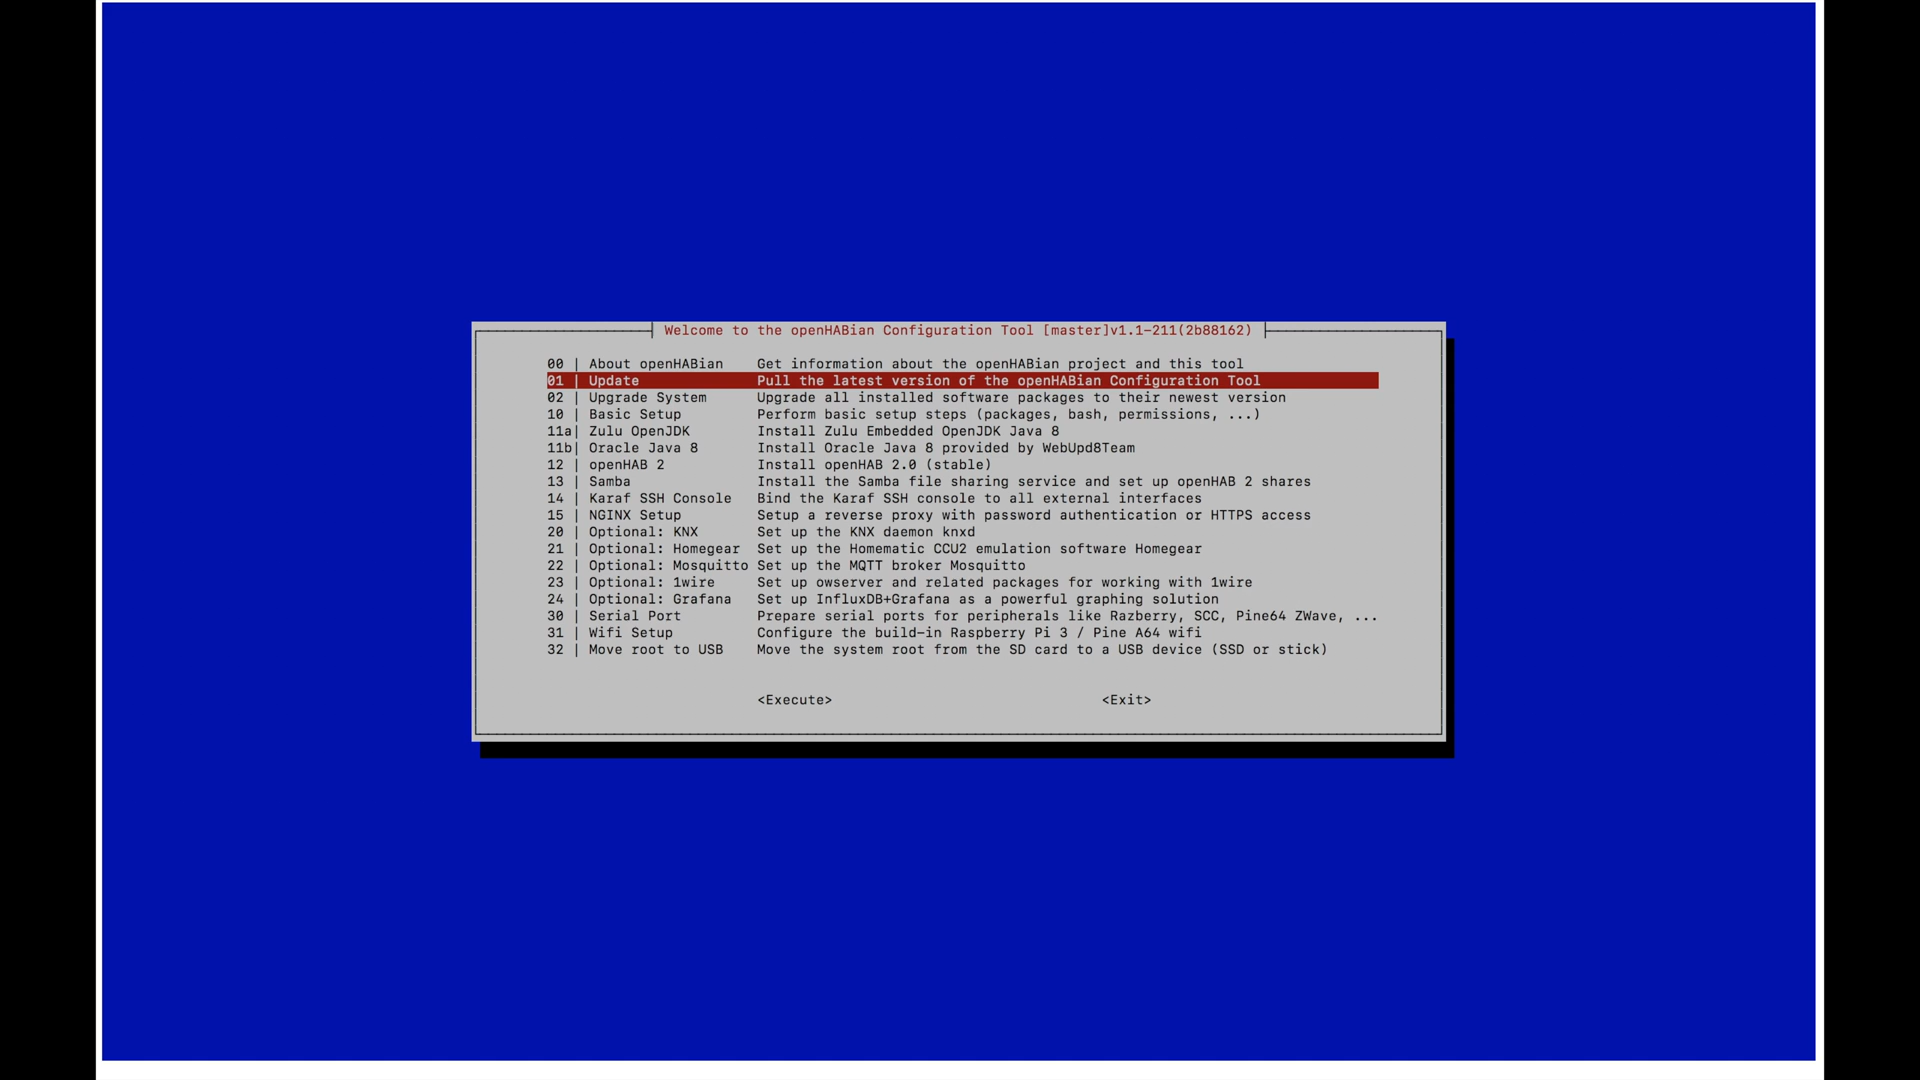 Welcome to the openHABian Configuration Tool [master]v1.1-211(2b88162)
00 | About openHABian Get information about the openHABian project and this tool
01 | Update Pull the latest version of the openHABian Configuration Tool
02 | Upgrade System Upgrade all installed software packages to their newest version
10 | Basic Setup Perform basic setup steps (packages, bash, permissions, ...)
11a| Zulu OpenJDK Install Zulu Embedded OpenJDK Java 8
11b| Oracle Java 8 Install Oracle Java 8 provided by WebUpd8Team
12 | openHAB 2 Install openHAB 2.0 (stable)
13 | Samba Install the Samba file sharing service and set up openHAB 2 shares
14 | Karaf SSH Console Bind the Karaf SSH console to all external interfaces
15 | NGINX Setup Setup a reverse proxy with password authentication or HTTPS access
20 | Optional: KNX Set up the KNX daemon knxd
21 | Optional: Homegear Set up the Homematic CCU2 emulation software Homegear
22 | Optional: Mosquitto Set up the MQTT broker Mosquitto
23 | Optional: 1wire Set up owserver and related packages for working with 1wire
24 | Optional: Grafana Set up InfluxDB+Grafana as a powerful graphing solution
30 | Serial Port Prepare serial ports for peripherals like Razberry, SCC, Pine64 ZWave, ...
31 | Wifi Setup Configure the build-in Raspberry Pi 3 / Pine A64 wifi
32 | Move root to USB Move the system root from the SD card to a USB device (SSD or stick)
<Execute> <Exit>